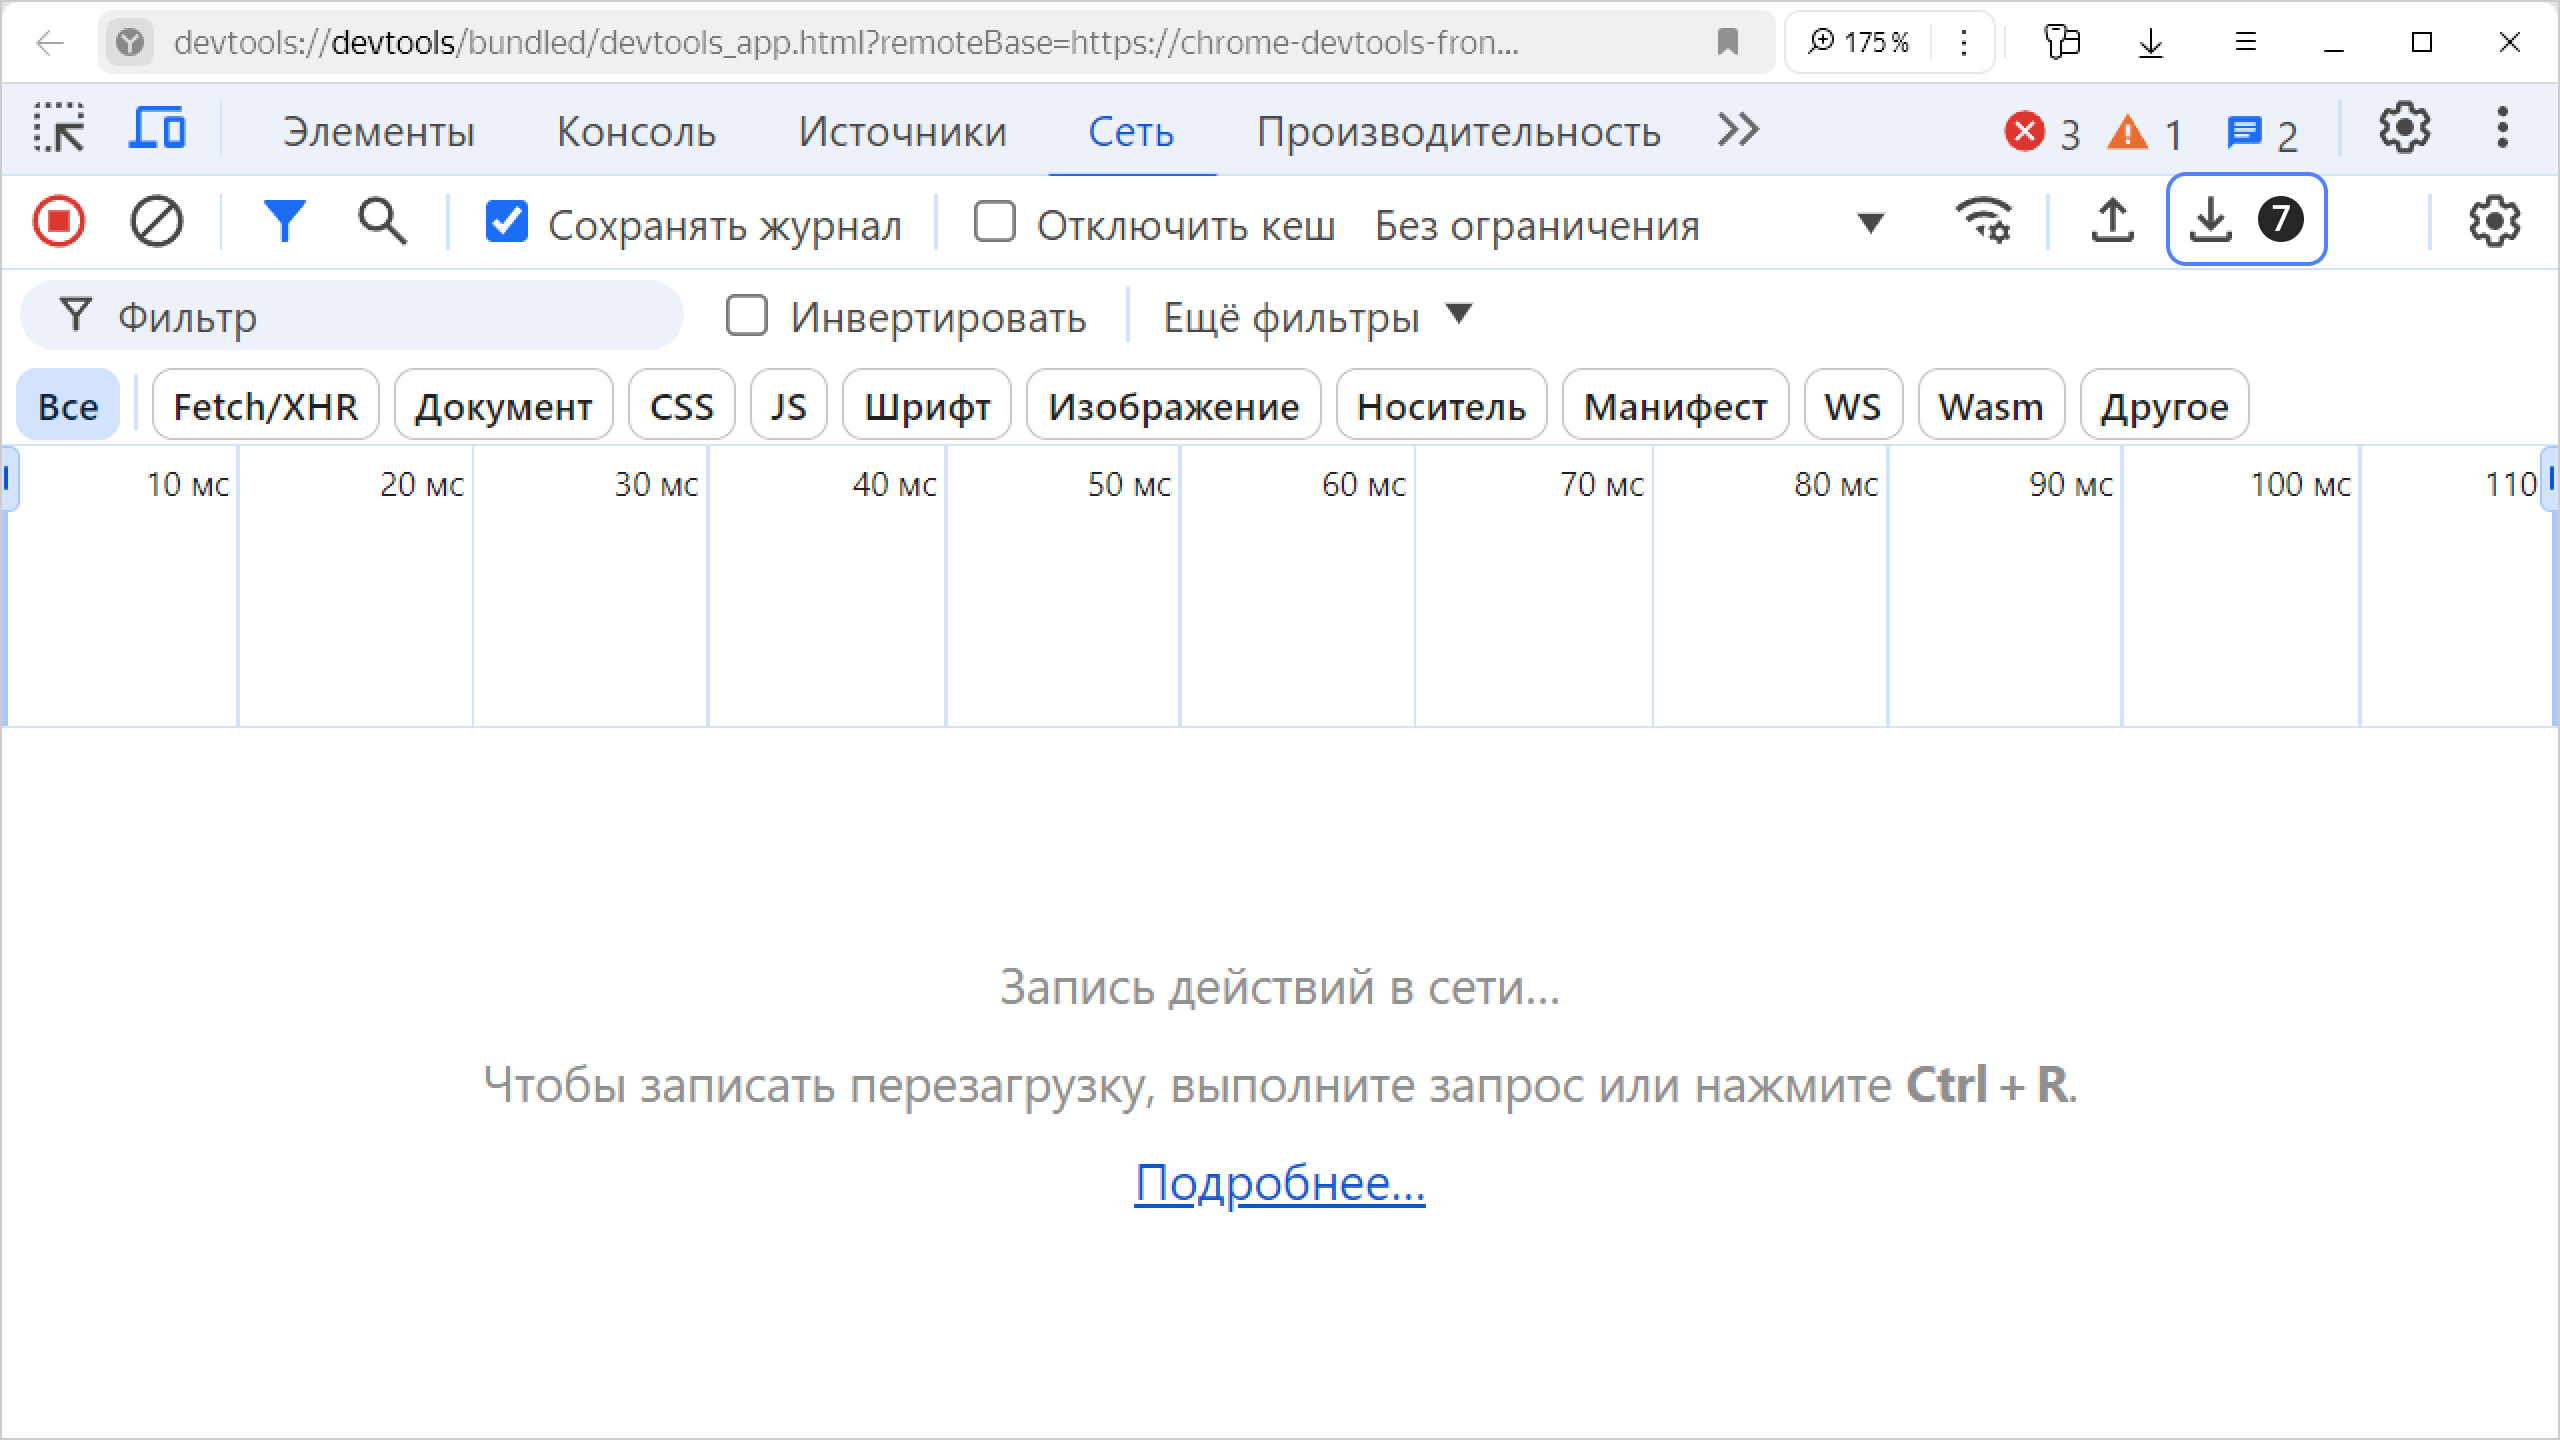 devtools://devtools/bundled/devtools_app.html?remoteBase=https://chrome-devtools-fron...
175 %
Элементы Консоль Источники Сеть Производительность 3 1 2
Сохранять журнал Отключить кеш Без ограничения 7
Фильтр Инвертировать Ещё фильтры
Все Fetch/XHR Документ CSS JS Шрифт Изображение Носитель Манифест WS Wasm Другое
10 мс 20 мс 30 мс 40 мс 50 мс 60 мс 70 мс 80 мс 90 мс 100 мс 110
Запись действий в сети...
Чтобы записать перезагрузку, выполните запрос или нажмите Ctrl + R.
Подробнее...